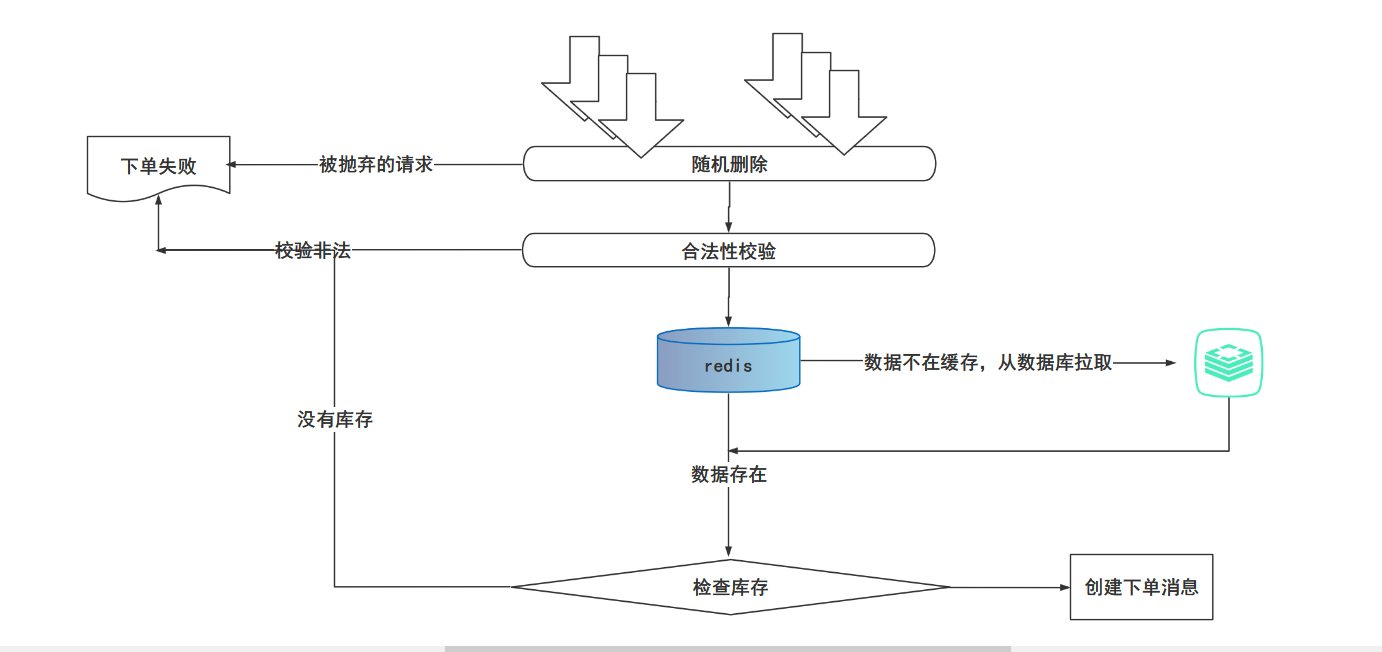 随机删除
被抛弃的请求
下单失败
合法性校验
校验非法
redis
数据不在缓存，从数据库拉取
没有库存
数据存在
检查库存
创建下单消息